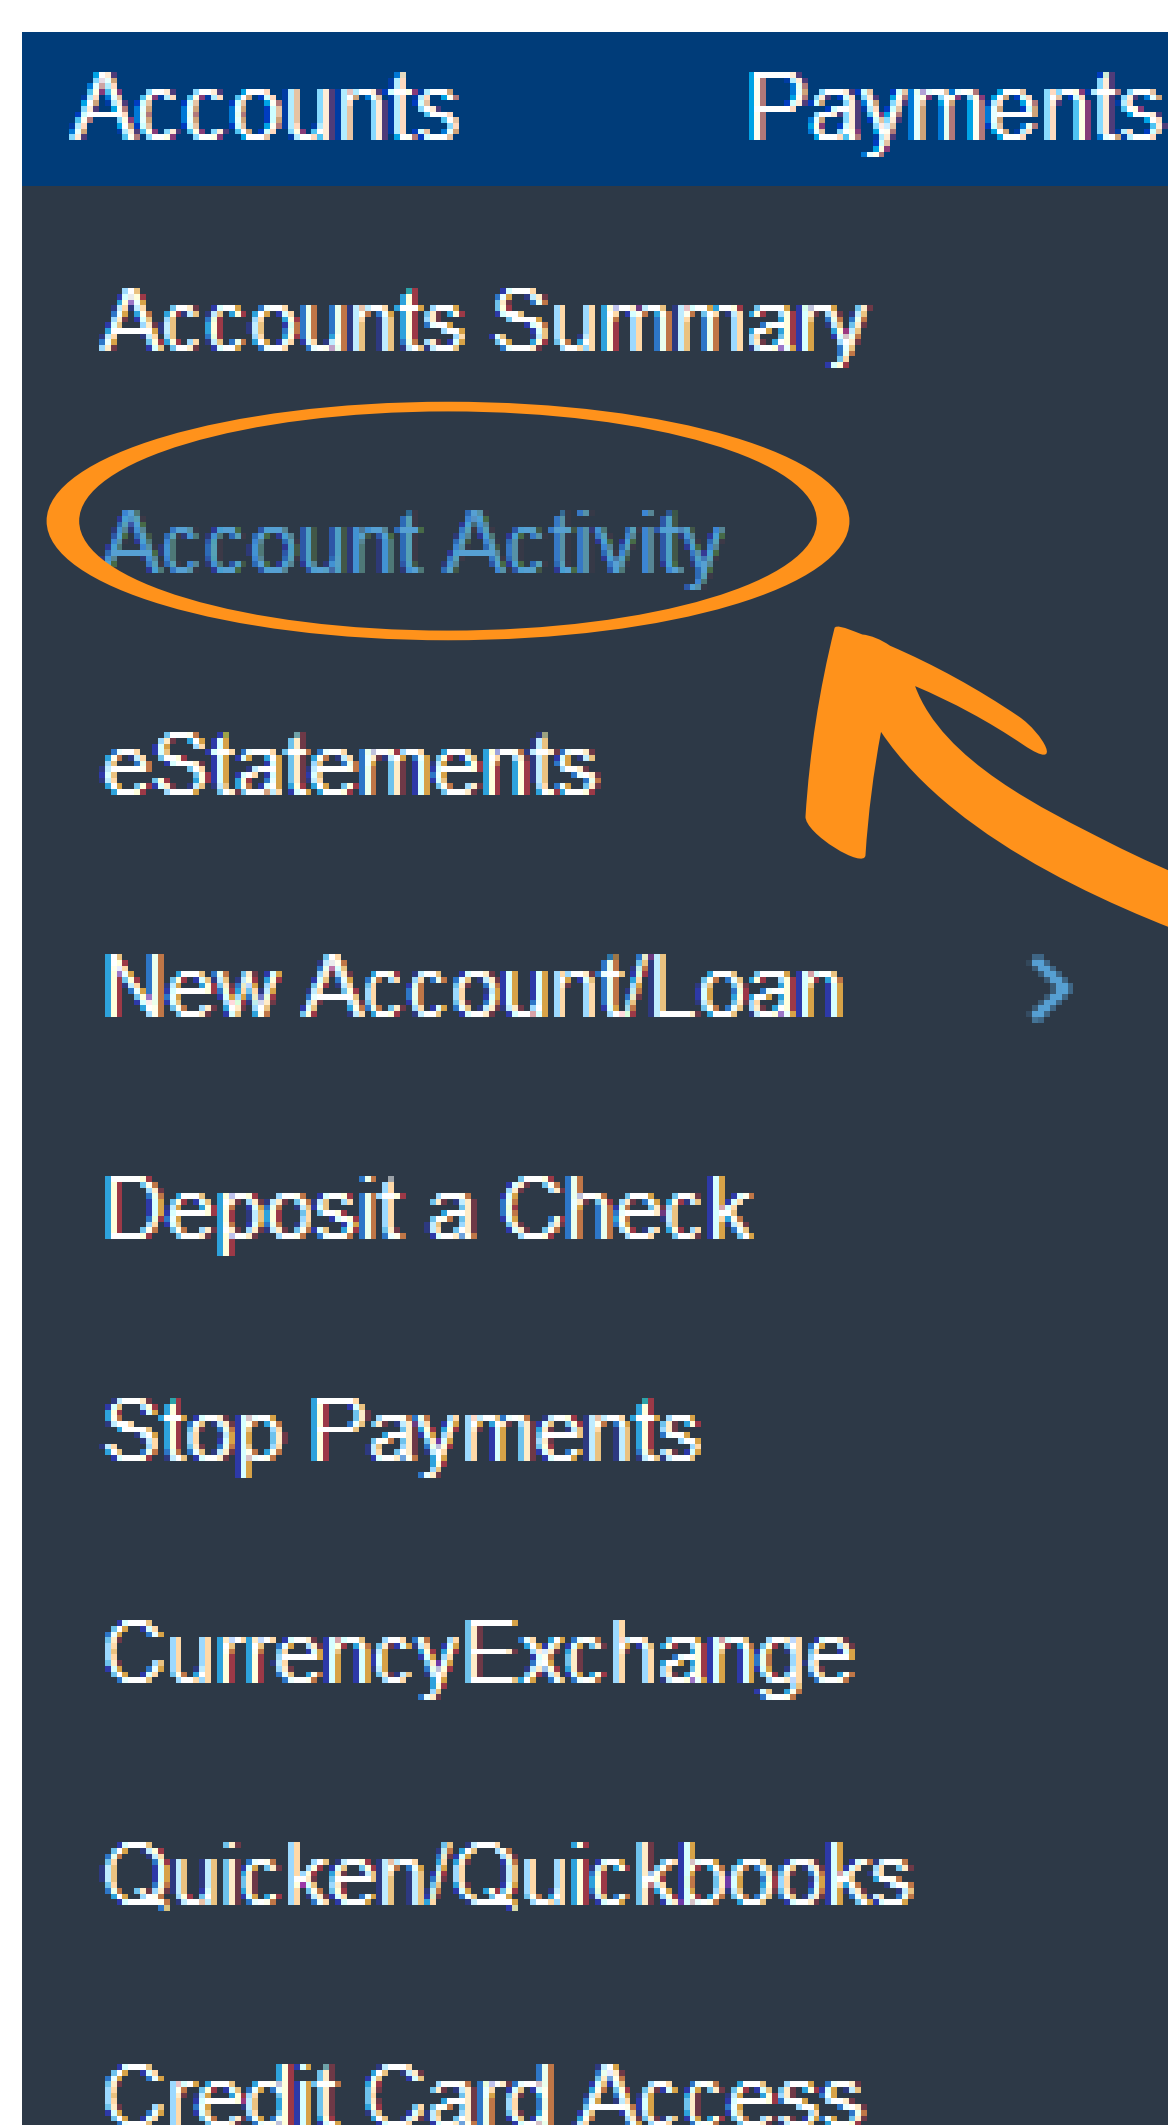 Accounts Payments
Accounts Summary
Account Activity
eStatements
New Account/Loan >
Deposit a Check
Stop Payments
CurrencyExchange
Quicken/Quickbooks
Credit Card Access